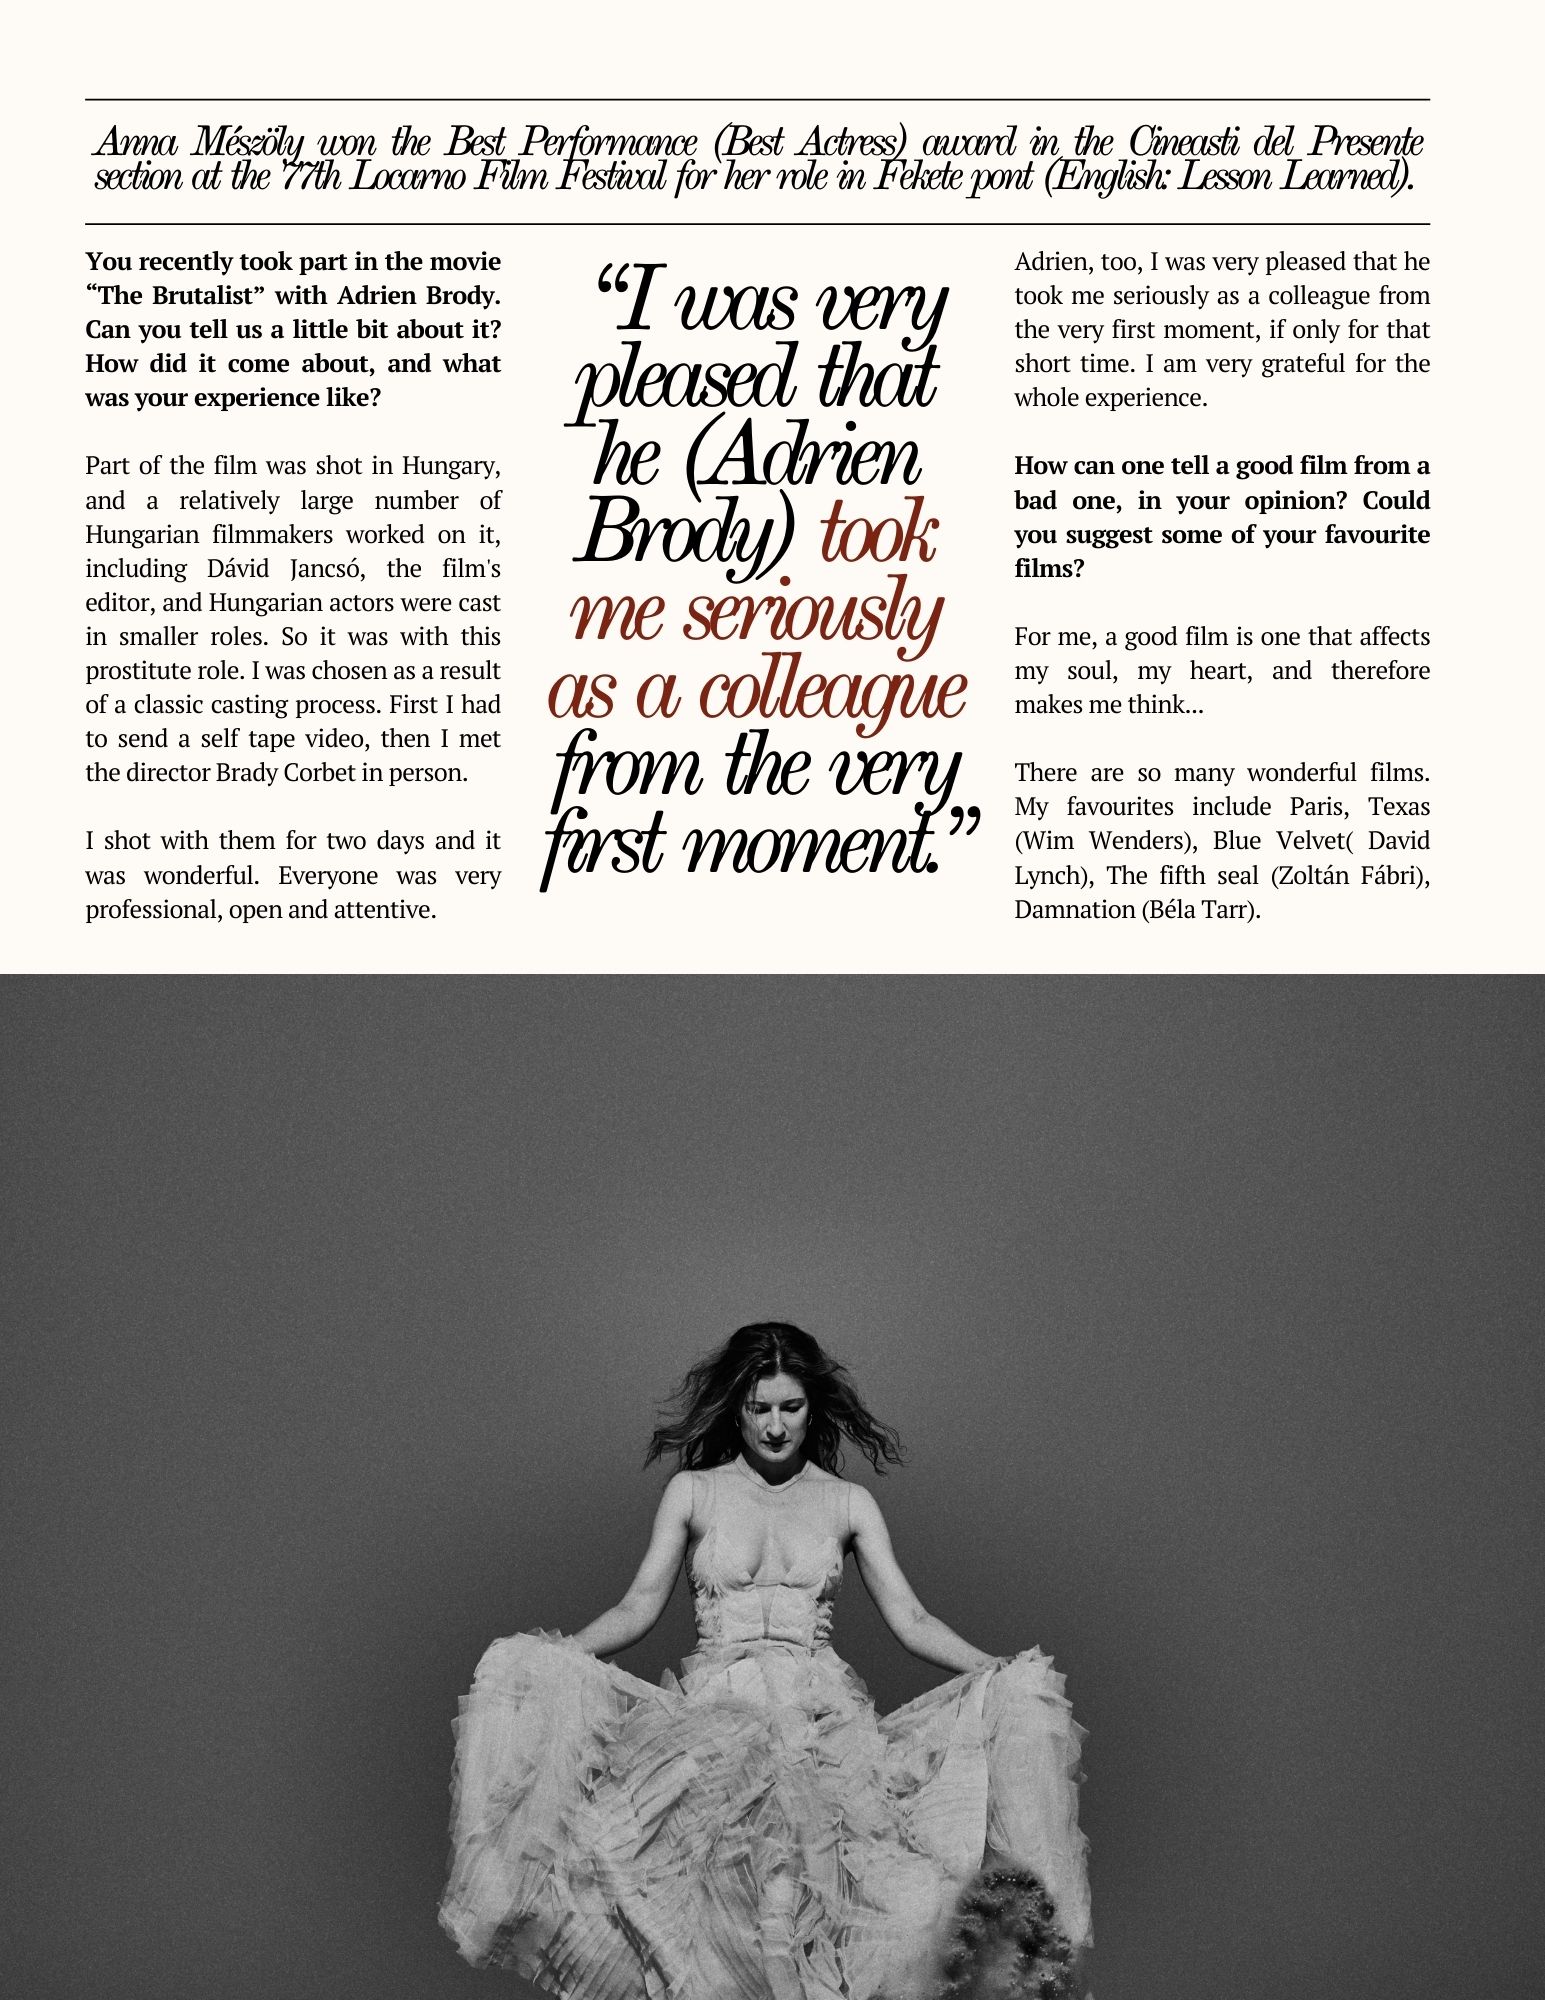 Anna Mészöly won the Best Performance (Best Actress) award in the Cineasti del Presente
section at the 77th Locarno Film Festival for her role in Fekete pont (English: Lesson Learned).
You recently took part in the movie
“The Brutalist” with Adrien Brody.
Can you tell us a little bit about it?
How did it come about, and what
was your experience like?
Part of the film was shot in Hungary,
and a relatively large number of
Hungarian filmmakers worked on it,
including Dávid Jancsó, the film's
editor, and Hungarian actors were cast
in smaller roles. So it was with this
prostitute role. I was chosen as a result
of a classic casting process. First I had
to send a self tape video, then I met
the director Brady Corbet in person.
I shot with them for two days and it
was wonderful. Everyone was very
professional, open and attentive.
“I was very
pleased that
he (Adrien
Brody) took
me seriously
as a colleague
from the very
first moment.”
Adrien, too, I was very pleased that he
took me seriously as a colleague from
the very first moment, if only for that
short time. I am very grateful for the
whole experience.
How can one tell a good film from a
bad one, in your opinion? Could
you suggest some of your favourite
films?
For me, a good film is one that affects
my soul, my heart, and therefore
makes me think...
There are so many wonderful films.
My favourites include Paris, Texas
(Wim Wenders), Blue Velvet( David
Lynch), The fifth seal (Zoltán Fábri),
Damnation (Béla Tarr).